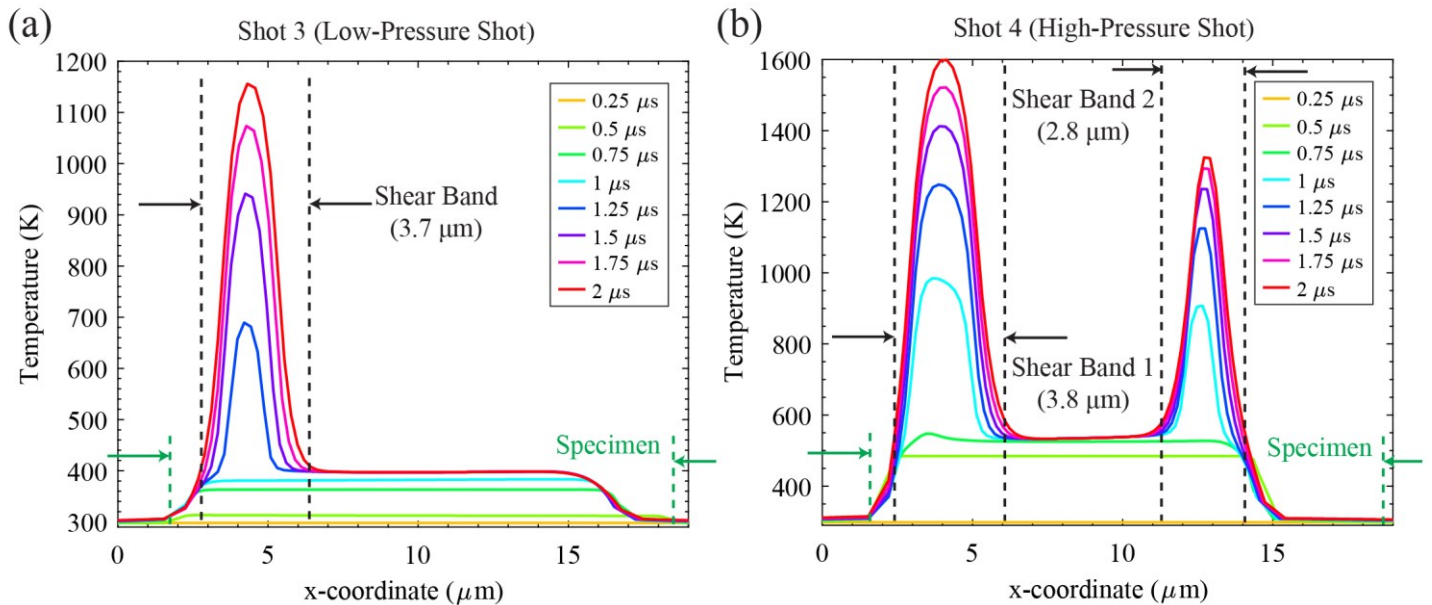 (a)
Shot 3 (Low-Pressure Shot)
1200
1100
1000
900
800
700
600
500
400
300
Temperature (K)
0.25 μs
0.5 μs
0.75 μs
1 μs
1.25 μs
1.5 μs
1.75 μs
2 μs
Shear Band
(3.7 μm)
Specimen
0
5
10
15
x-coordinate (μm)
(b)
Shot 4 (High-Pressure Shot)
1600
1400
1200
1000
800
600
400
Temperature (K)
Shear Band 2
(2.8 μm)
0.25 μs
0.5 μs
0.75 μs
1 μs
1.25 μs
1.5 μs
1.75 μs
2 μs
Shear Band 1
(3.8 μm)
Specimen
0
5
10
15
x-coordinate (μm)